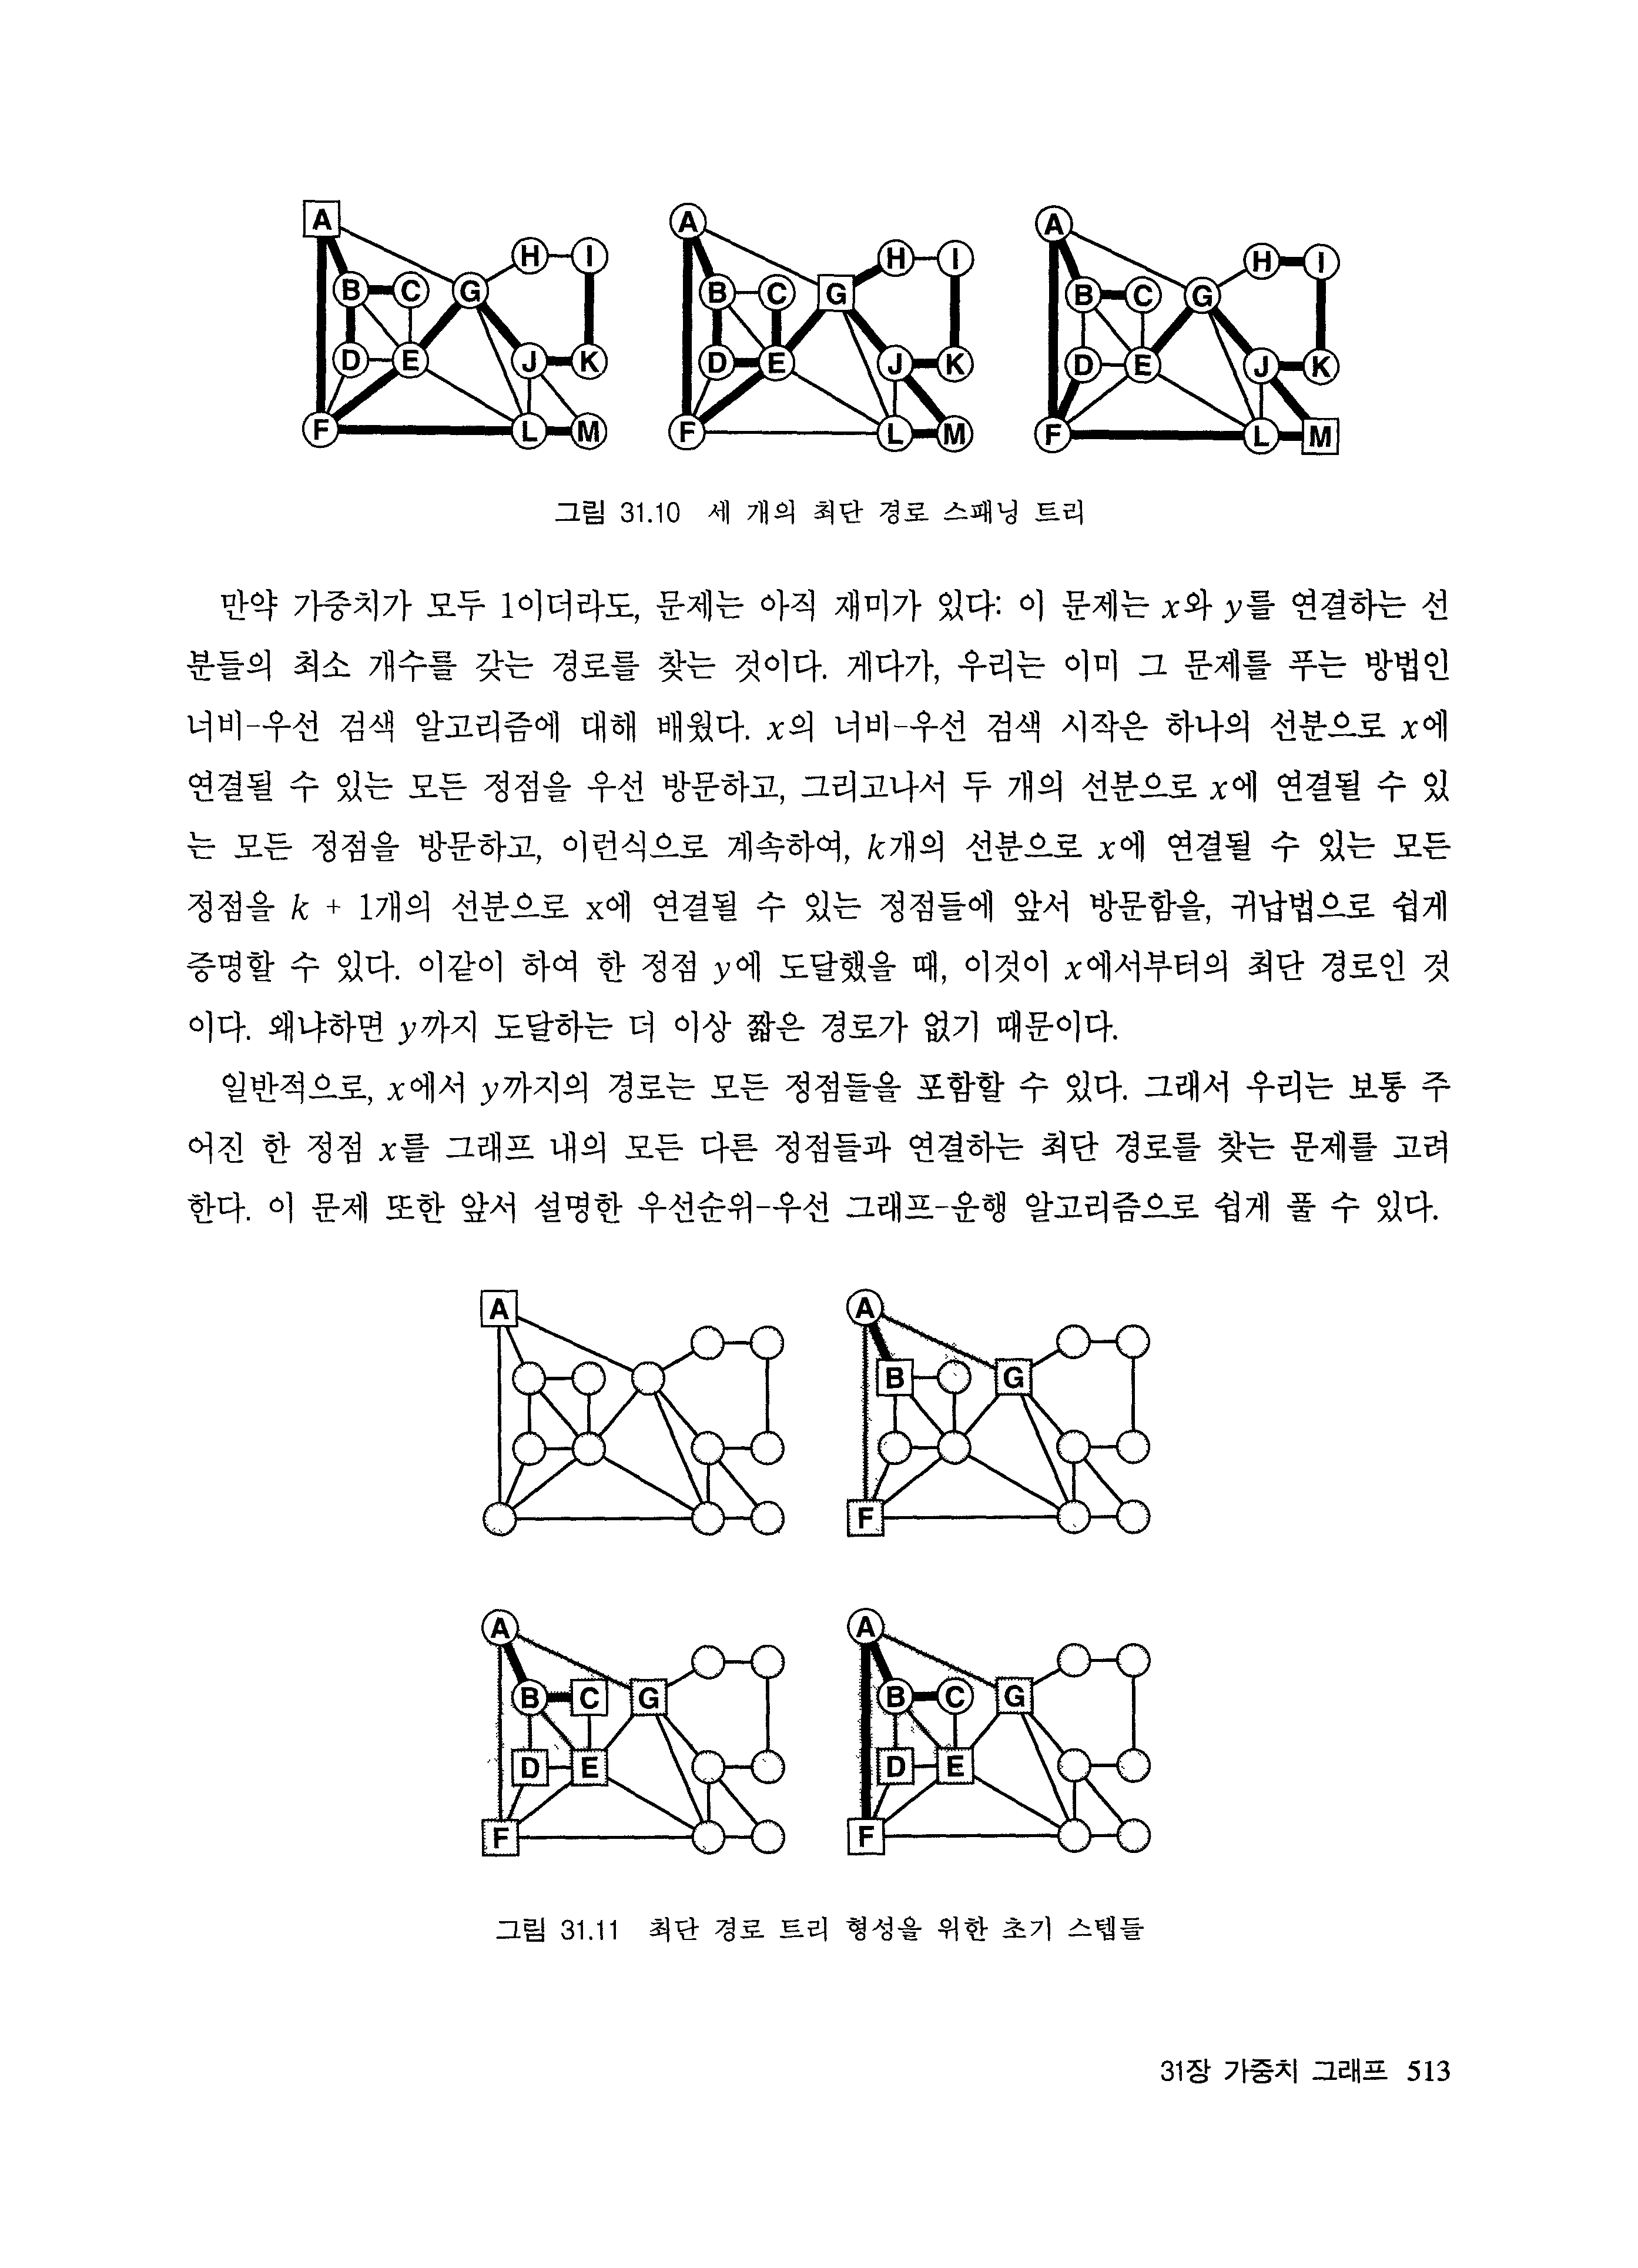 A H I
B C G
D E J K
F L M
A H I
B C G
D E J K
F L M
A H I
B C G
D E J K
F L M
그림 31.10 세 개의 최단 경로 스패닝 트리
만약 가중치가 모두 1이더라도, 문제는 아직 재미가 있다: 이 문제는 x와 y를 연결하는 선
분들의 최소 개수를 갖는 경로를 찾는 것이다. 게다가, 우리는 이미 그 문제를 푸는 방법인
너비-우선 검색 알고리즘에 대해 배웠다. x의 너비-우선 검색 시작은 하나의 선분으로 x에
연결될 수 있는 모든 정점을 우선 방문하고, 그리고나서 두 개의 선분으로 x에 연결될 수 있
는 모든 정점을 방문하고, 이런식으로 계속하여, k개의 선분으로 x에 연결될 수 있는 모든
정점을 k + 1개의 선분으로 x에 연결될 수 있는 정점들에 앞서 방문함을, 귀납법으로 쉽게
증명할 수 있다. 이같이 하여 한 정점 y에 도달했을 때, 이것이 x에서부터의 최단 경로인 것
이다. 왜냐하면 y까지 도달하는 더 이상 짧은 경로가 없기 때문이다.
일반적으로, x에서 y까지의 경로는 모든 정점들을 포함할 수 있다. 그래서 우리는 보통 주
어진 한 정점 x를 그래프 내의 모든 다른 정점들과 연결하는 최단 경로를 찾는 문제를 고려
한다. 이 문제 또한 앞서 설명한 우선순위-우선 그래프-운행 알고리즘으로 쉽게 풀 수 있다.
A
A
B G
F
A
B C G
D E
F
A
B C G
D E
F
그림 31.11 최단 경로 트리 형성을 위한 초기 스텝들
31장 가중치 그래프 513